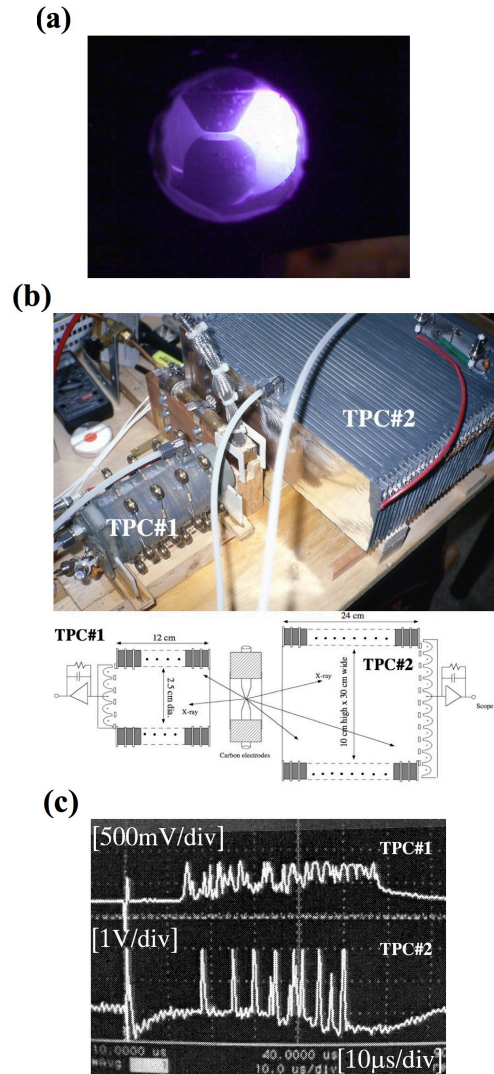 (a)
(b)
TPC#2
TPC#1
24 cm
TPC#1
12 cm
TPC#2
2.5 cm dia.
X-ray
X-ray
10 cm high x 30 cm wide
Scope
Carbon electrodes
(c)
[500mV/div]
TPC#1
[1V/div]
TPC#2
10.0000 us
40.0000 us
10.0 us/div
[10μs/div]